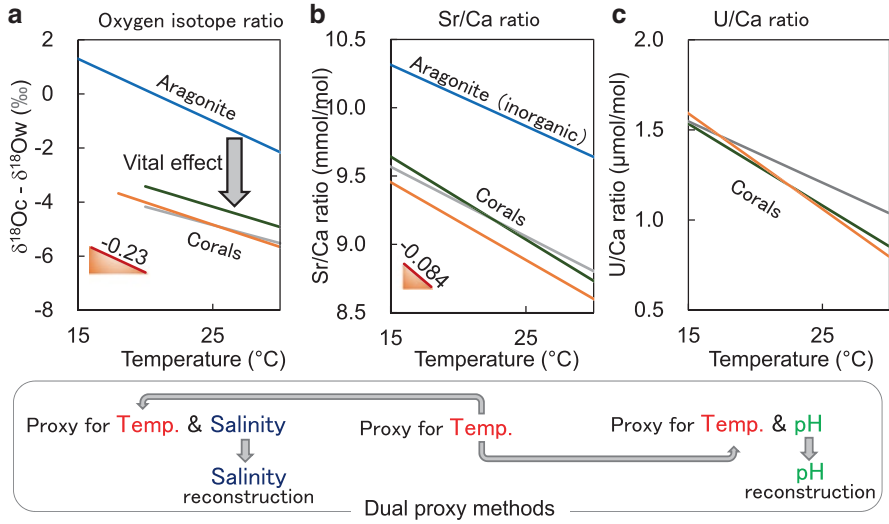 a Oxygen isotope ratio
2
0
-2
-4
-6
-8
δ18Oc - δ18Ow (‰)
Aragonite
Vital effect
Corals
-0.23
15 25
Temperature (°C)
b Sr/Ca ratio
10.5
10.0
9.5
9.0
8.5
Sr/Ca ratio (mmol/mol)
Aragonite (inorganic)
Corals
-0.084
15 25
Temperature (°C)
c U/Ca ratio
2.0
1.5
1.0
0.5
U/Ca ratio (μmol/mol)
Corals
15 25
Temperature (°C)
Proxy for Temp. & Salinity
Salinity
reconstruction
Proxy for Temp.
Proxy for Temp. & pH
pH
reconstruction
Dual proxy methods